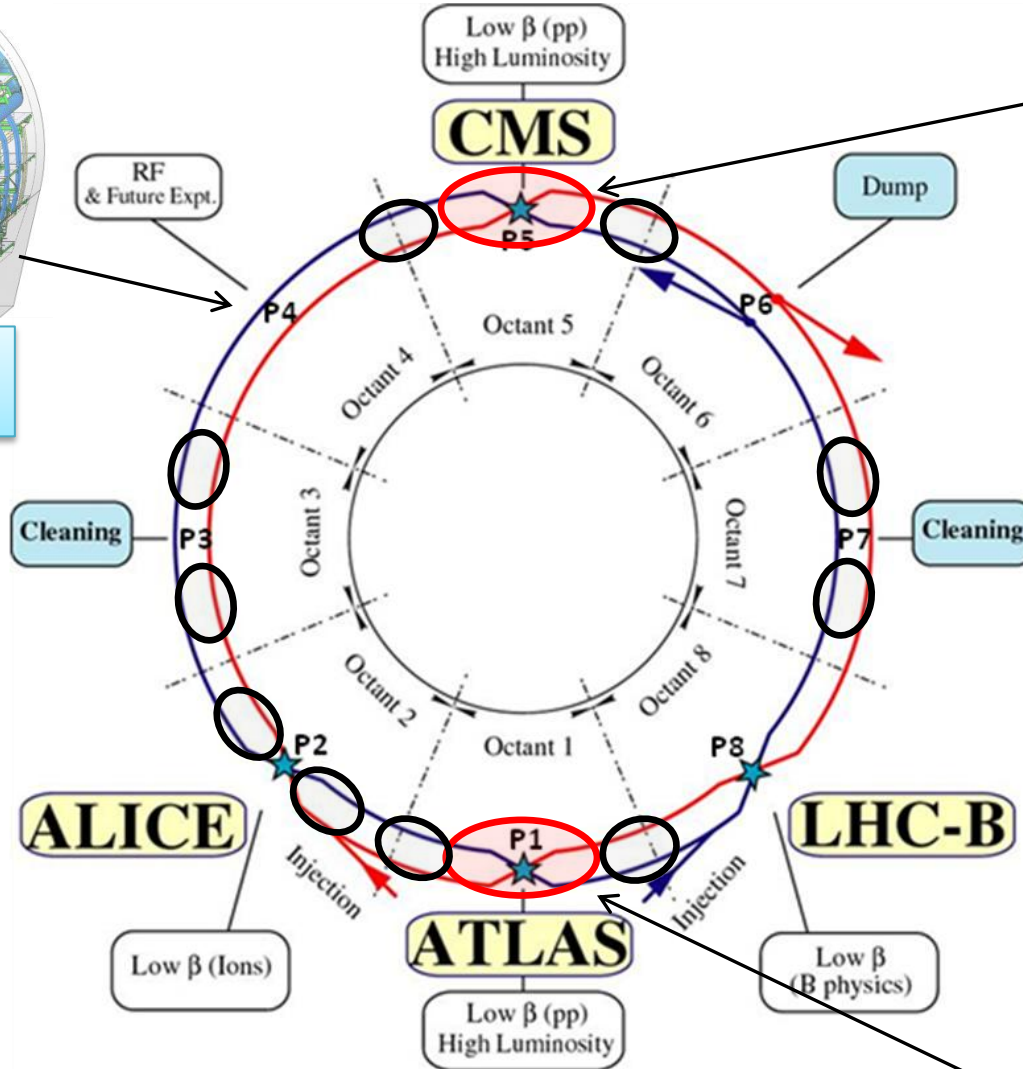 Low β (pp)
High Luminosity
CMS
RF
& Future Expt.
Dump
P5
P4
P6
Octant 5
Octant 4
Octant 6
Cleaning
P3
Octant 3
Octant 7
P7
Cleaning
Octant 2
Octant 8
P2
Octant 1
P8
ALICE
P1
LHC-B
Injection
Injection
ATLAS
Low β (Ions)
Low β
(B physics)
Low β (pp)
High Luminosity